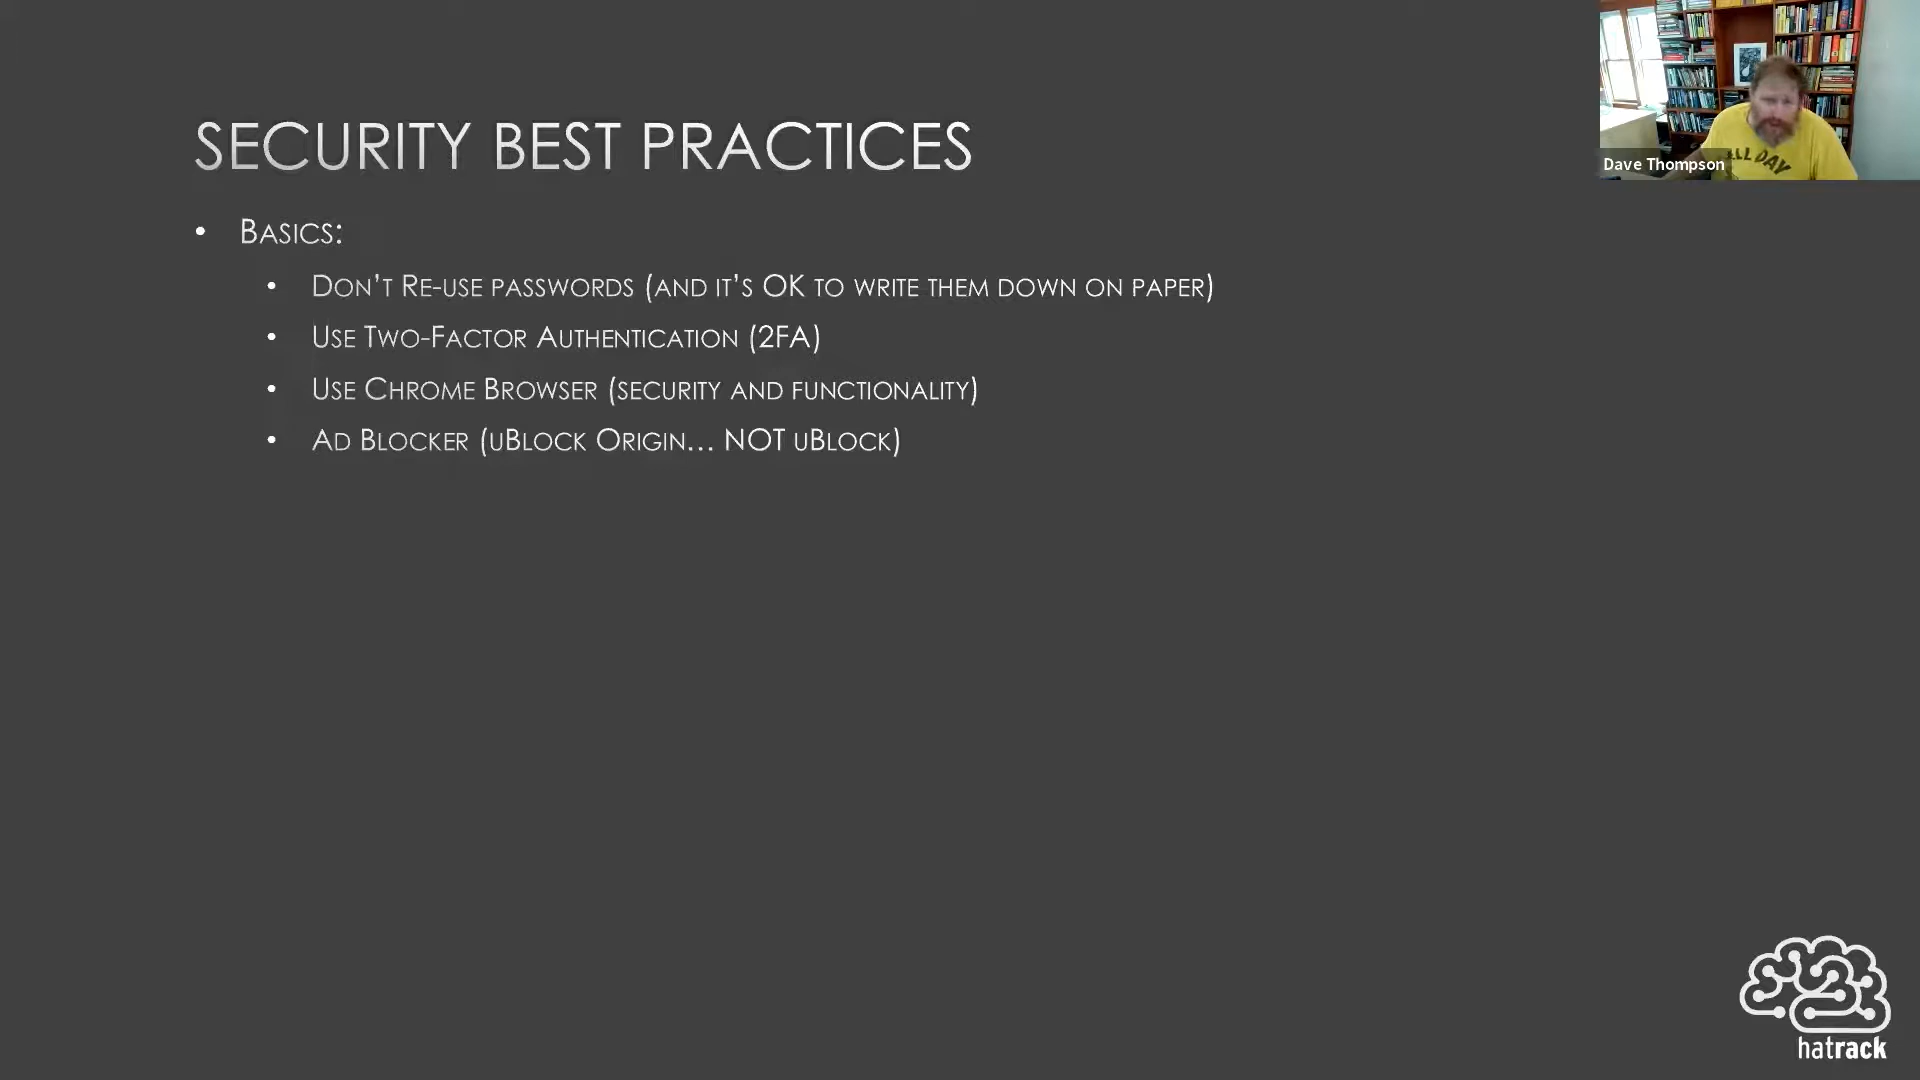 SECURITY BEST PRACTICES
• BASICS:
• DON'T RE-USE PASSWORDS (AND IT'S OK TO WRITE THEM DOWN ON PAPER)
• USE TWO-FACTOR AUTHENTICATION (2FA)
• USE CHROME BROWSER (SECURITY AND FUNCTIONALITY)
• AD BLOCKER (UBLOCK ORIGIN... NOT UBLOCK)
DAY
Dave Thompson
hatrack